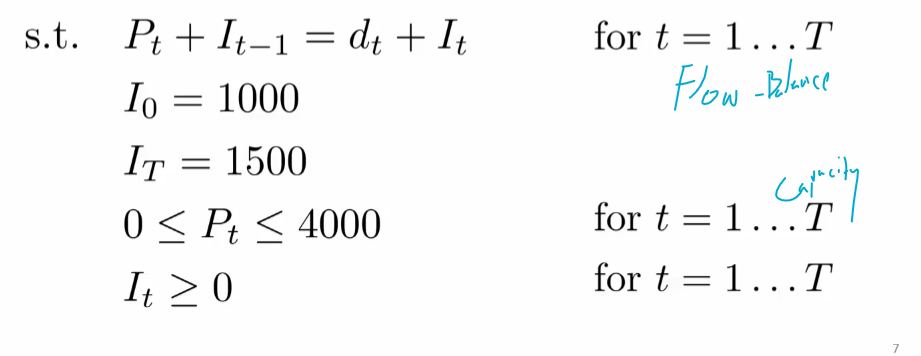 s.t. P_t + I_{t−1} = d_t + I_t for t = 1 … T
Flow - Balance
I_0 = 1000
I_T = 1500
Capacity
0 ≤ P_t ≤ 4000 for t = 1 … T
I_t ≥ 0 for t = 1 … T
7